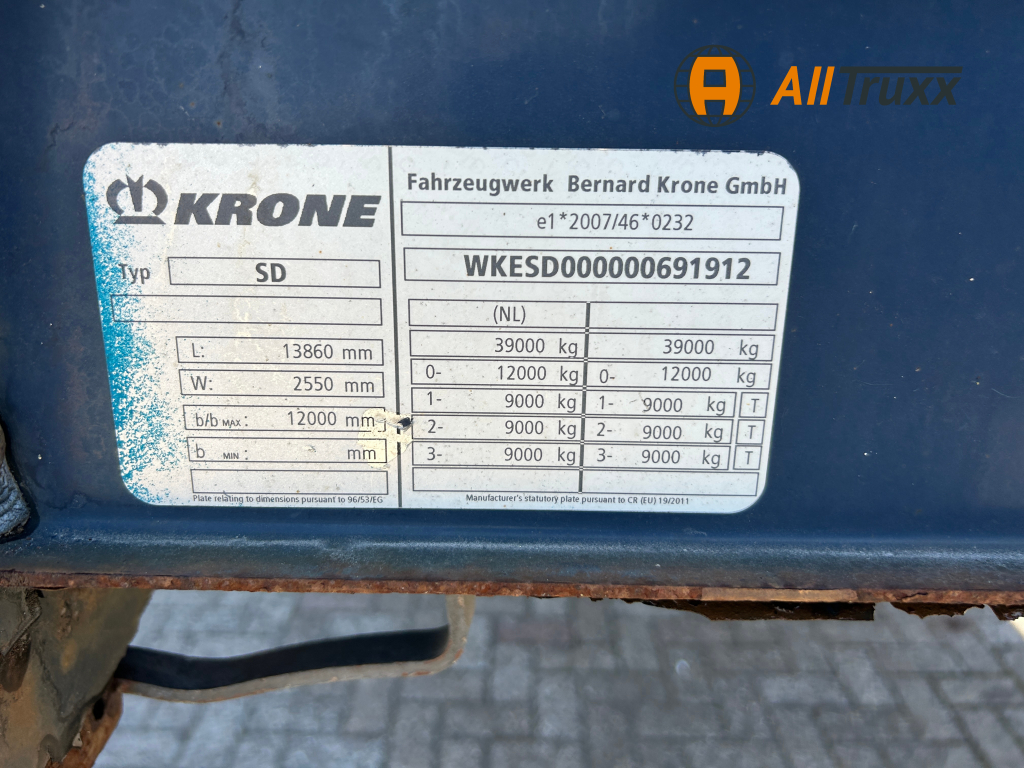 A AllTruxx
KRONE
Typ SD
L: 13860 mm
W: 2550 mm
b/b MAX: 12000 mm
b MIN: mm
Plate relating to dimensions pursuant to 96/53/EG
Fahrzeugwerk Bernard Krone GmbH
e1*2007/46*0232
WKESD000000691912
(NL)
39000 kg 39000 kg
0- 12000 kg 0- 12000 kg
1- 9000 kg 1- 9000 kg T
2- 9000 kg 2- 9000 kg T
3- 9000 kg 3- 9000 kg T
Manufacturer's statutory plate pursuant to CR (EU) 19/2011